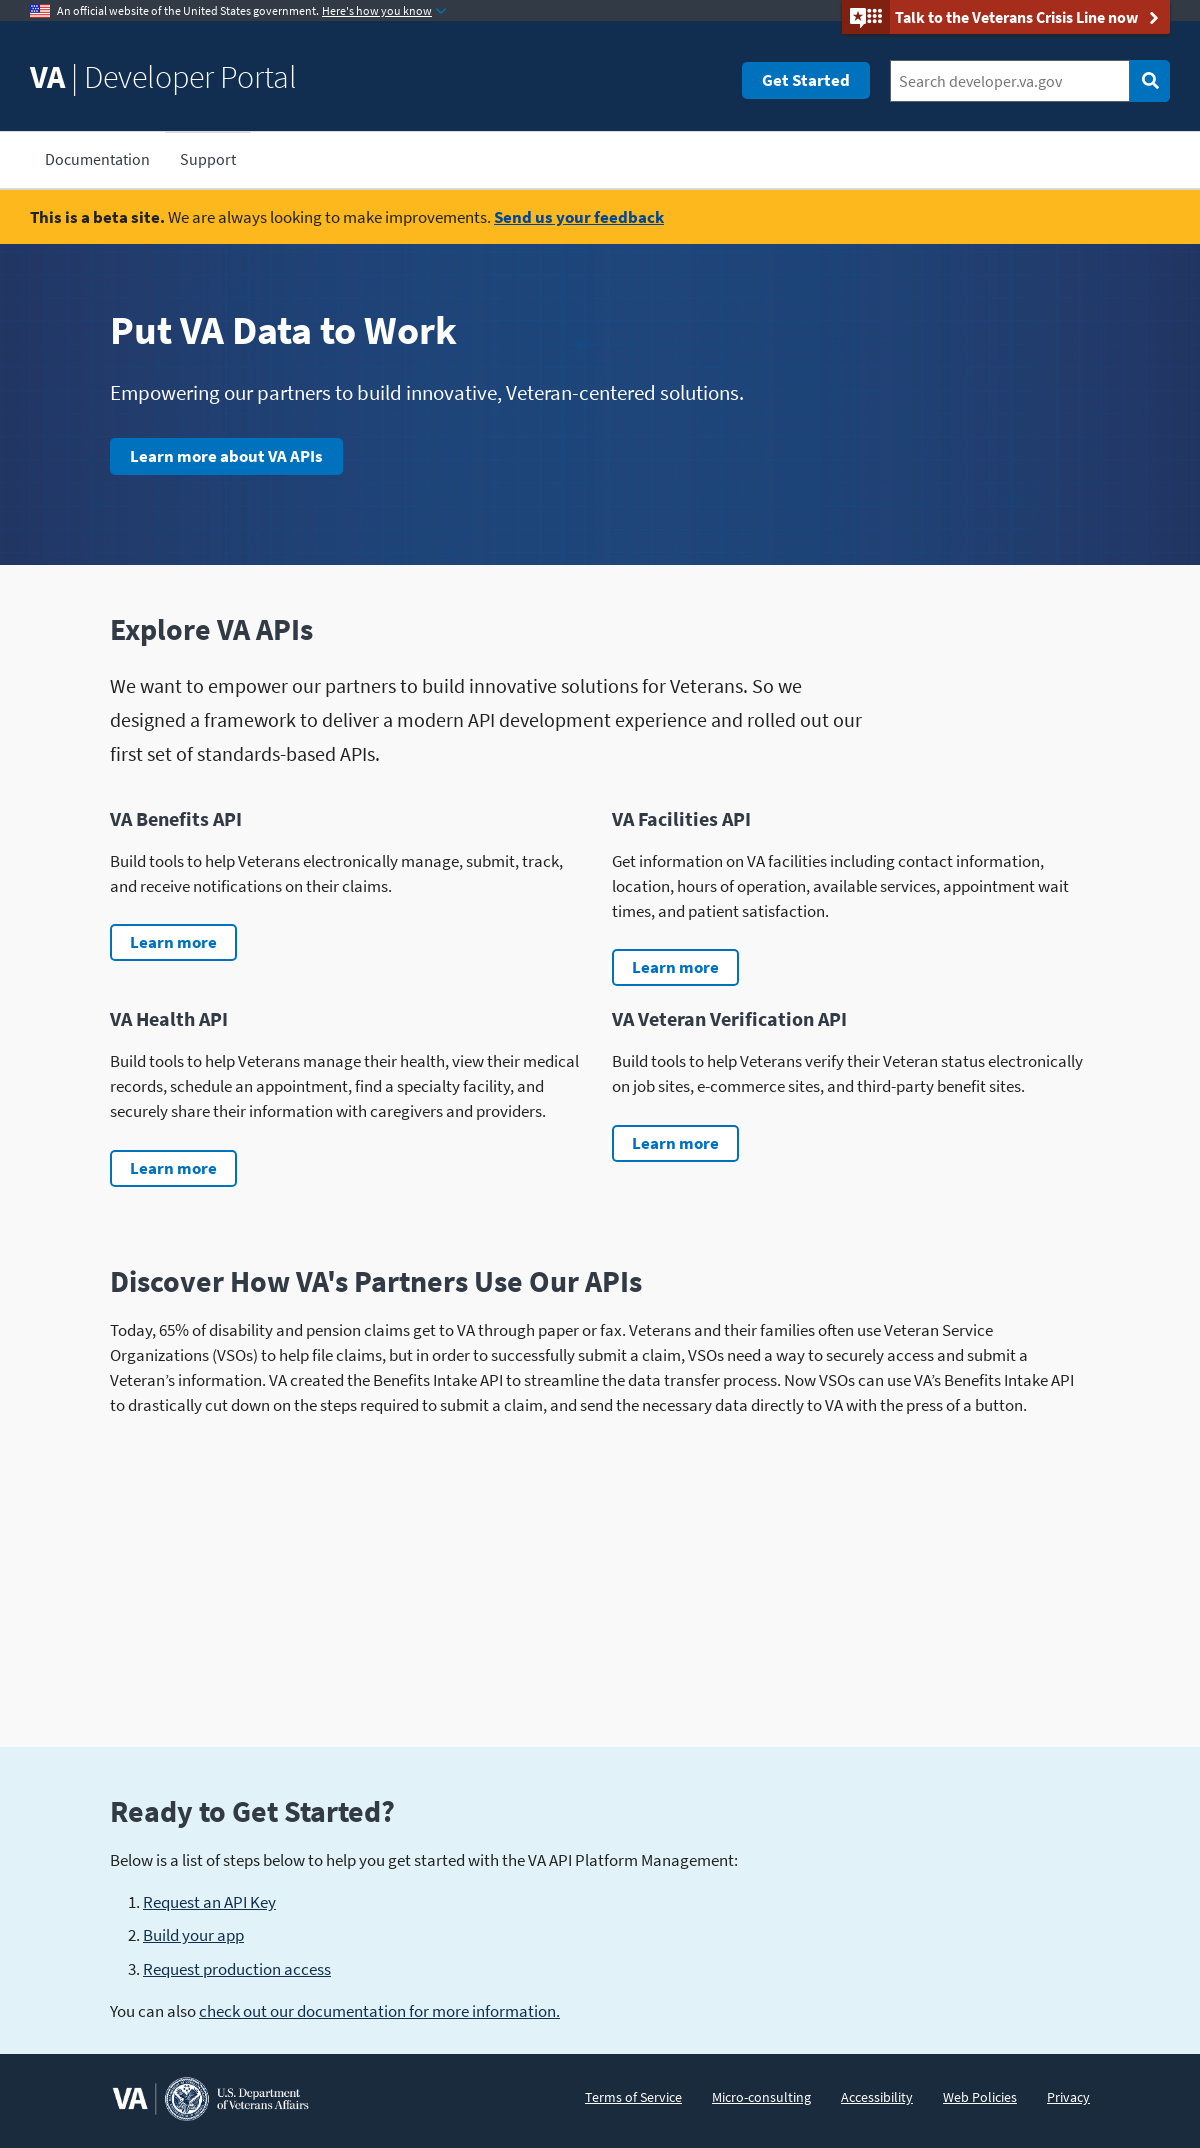 An official website of the United States government. Here's how you know
Talk to the Veterans Crisis Line now
VA | Developer Portal
Get Started
Search developer.va.gov
Documentation
Support
This is a beta site. We are always looking to make improvements. Send us your feedback
Put VA Data to Work
Empowering our partners to build innovative, Veteran-centered solutions.
Learn more about VA APIs
Explore VA APIs
We want to empower our partners to build innovative solutions for Veterans. So we
designed a framework to deliver a modern API development experience and rolled out our
first set of standards-based APIs.
VA Benefits API
Build tools to help Veterans electronically manage, submit, track,
and receive notifications on their claims.
Learn more
VA Facilities API
Get information on VA facilities including contact information,
location, hours of operation, available services, appointment wait
times, and patient satisfaction.
Learn more
VA Health API
Build tools to help Veterans manage their health, view their medical
records, schedule an appointment, find a specialty facility, and
securely share their information with caregivers and providers.
Learn more
VA Veteran Verification API
Build tools to help Veterans verify their Veteran status electronically
on job sites, e-commerce sites, and third-party benefit sites.
Learn more
Discover How VA's Partners Use Our APIs
Today, 65% of disability and pension claims get to VA through paper or fax. Veterans and their families often use Veteran Service
Organizations (VSOs) to help file claims, but in order to successfully submit a claim, VSOs need a way to securely access and submit a
Veteran’s information. VA created the Benefits Intake API to streamline the data transfer process. Now VSOs can use VA’s Benefits Intake API
to drastically cut down on the steps required to submit a claim, and send the necessary data directly to VA with the press of a button.
Ready to Get Started?
Below is a list of steps below to help you get started with the VA API Platform Management:
1. Request an API Key
2. Build your app
3. Request production access
You can also check out our documentation for more information.
VA
U.S. Department
of Veterans Affairs
Terms of Service
Micro-consulting
Accessibility
Web Policies
Privacy